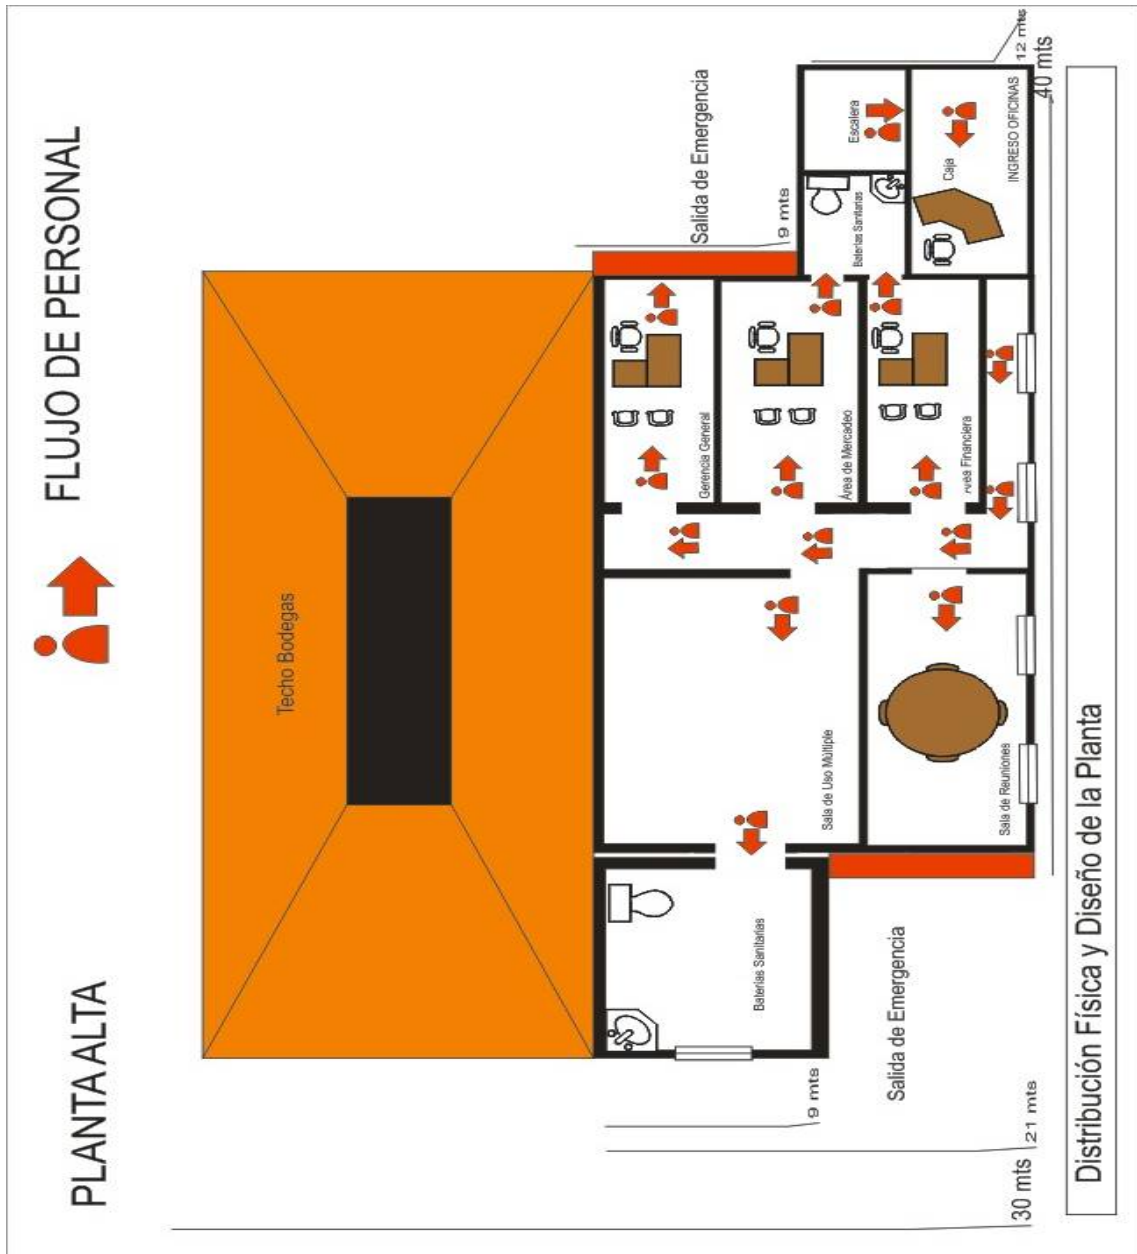 PLANTA ALTA
FLUJO DE PERSONAL
Techo Bodegas
Salida de Emergencia
9 mts
12 mts
40 mts
Escalera
Baterías Sanitarias
Caja
INGRESO OFICINAS
Gerencia General
Área de Mercadeo
Área Financiera
Sala de Uso Múltiple
Sala de Reuniones
Baterías Sanitarias
Salida de Emergencia
9 mts
21 mts
30 mts
Distribución Física y Diseño de la Planta